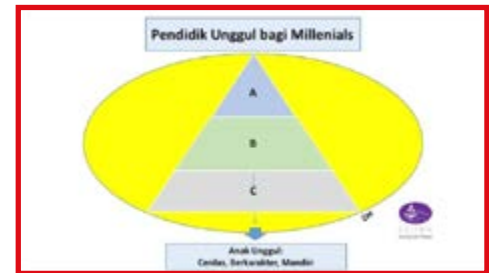 Pendidik Unggul bagi Millenials
A
B
C
Anak Unggul:
Cerdas, Berkarakter, Mandiri